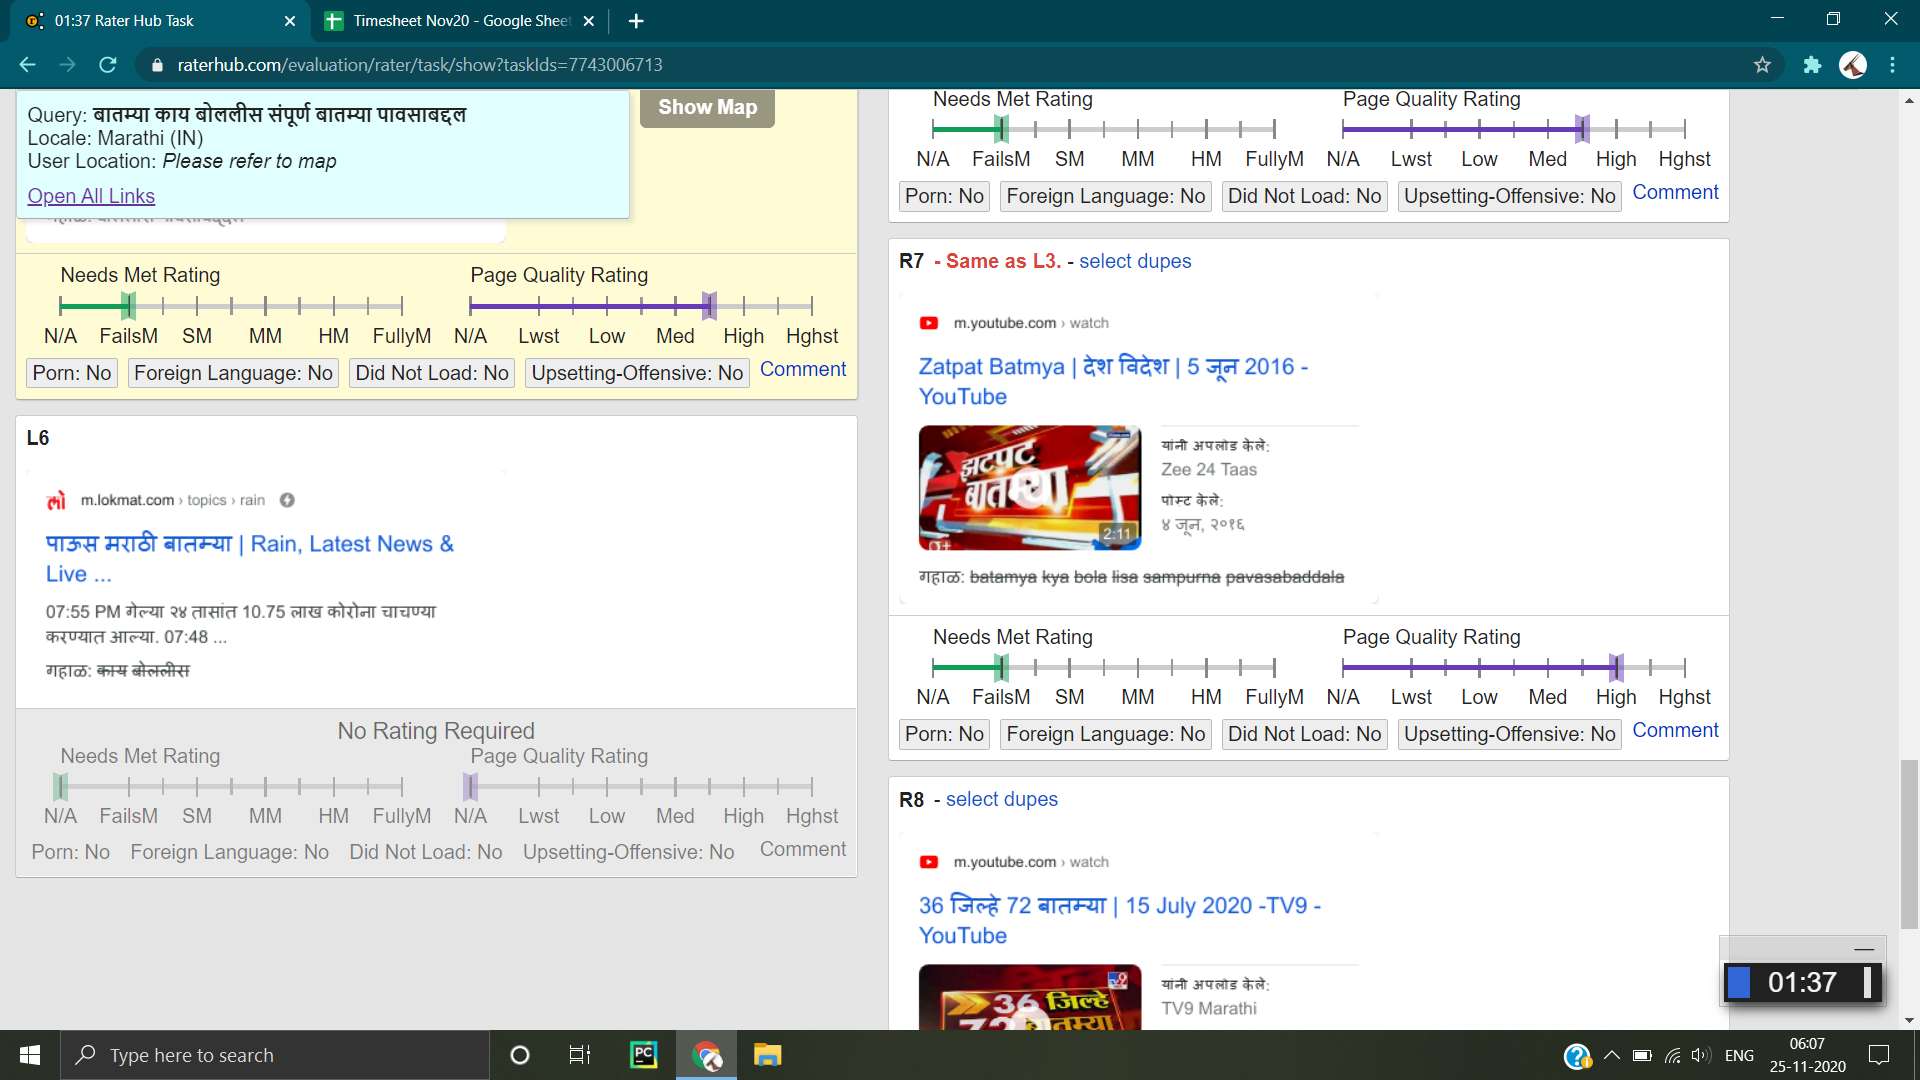 01:37 Rater Hub Task
Timesheet Nov20 - Google Sheet
raterhub.com/evaluation/rater/task/show?taskIds=7743006713
Query: बातम्या काय बोललीस संपूर्ण बातम्या पावसाबद्दल
Locale: Marathi (IN)
User Location: Please refer to map
Open All Links
Show Map
Needs Met Rating
Page Quality Rating
N/A FailsM SM MM HM FullyM
N/A Lwst Low Med High Hghst
Porn: No
Foreign Language: No
Did Not Load: No
Upsetting-Offensive: No
Comment
L6
m.lokmat.com › topics › rain
पाऊस मराठी बातम्या | Rain, Latest News &
Live ...
07:55 PM गेल्या २४ तासांत 10.75 लाख कोरोना चाचण्या
करण्यात आल्या. 07:48 ...
गहाळ: काय बोललीस
No Rating Required
Needs Met Rating
Page Quality Rating
N/A FailsM SM MM HM FullyM
N/A Lwst Low Med High Hghst
Porn: No
Foreign Language: No
Did Not Load: No
Upsetting-Offensive: No
Comment
Needs Met Rating
Page Quality Rating
N/A FailsM SM MM HM FullyM
N/A Lwst Low Med High Hghst
Porn: No
Foreign Language: No
Did Not Load: No
Upsetting-Offensive: No
Comment
R7 - Same as L3. - select dupes
m.youtube.com › watch
Zatpat Batmya | देश विदेश | 5 जून 2016 -
YouTube
झटपट
बातम्या
2:11
यांनी अपलोड केले:
Zee 24 Taas
पोस्ट केले:
४ जून, २०१६
गहाळ: batamya kya bola lisa sampurna pavasabaddala
Needs Met Rating
Page Quality Rating
N/A FailsM SM MM HM FullyM
N/A Lwst Low Med High Hghst
Porn: No
Foreign Language: No
Did Not Load: No
Upsetting-Offensive: No
Comment
R8 - select dupes
m.youtube.com › watch
36 जिल्हे 72 बातम्या | 15 July 2020 -TV9 -
YouTube
36 जिल्हे
72 बातम्या
यांनी अपलोड केले:
TV9 Marathi
01:37
Type here to search
ENG
06:07
25-11-2020